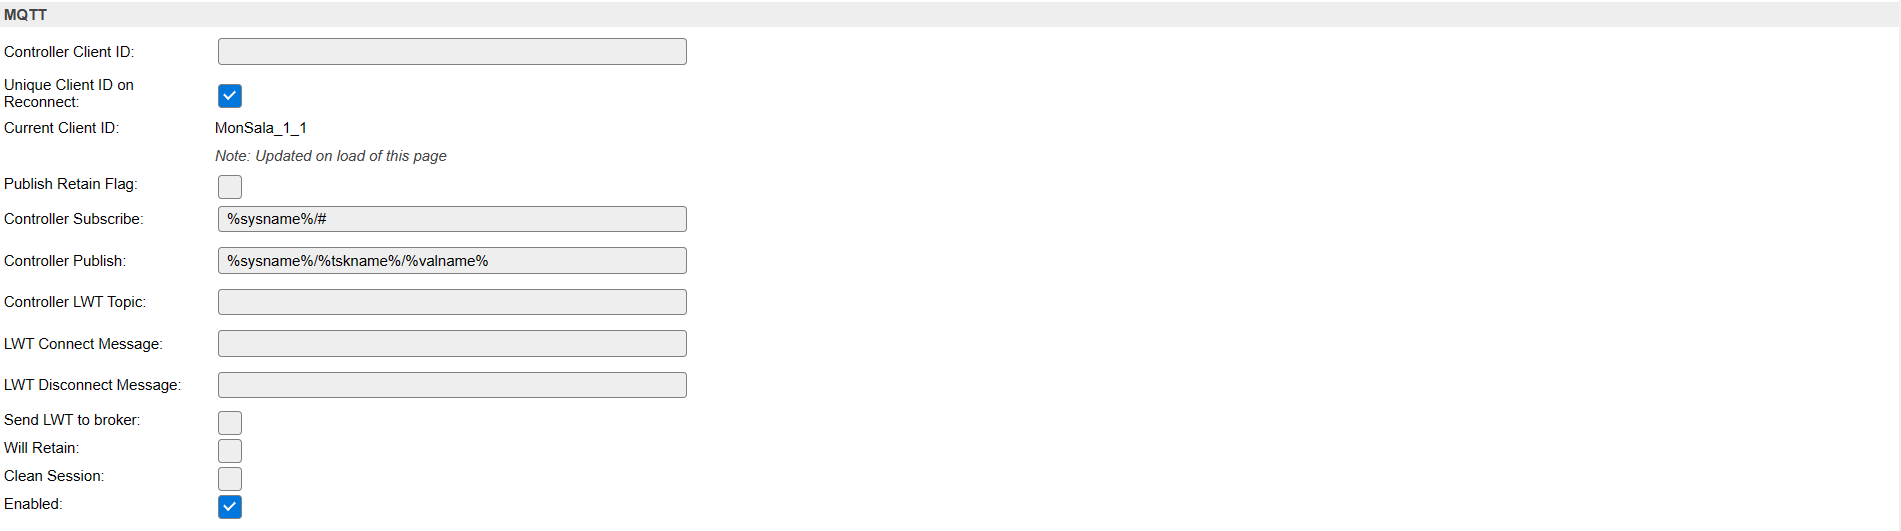 MQTT
Controller Client ID:
Unique Client ID on
Reconnect:
Current Client ID: MonSala_1_1
Note: Updated on load of this page
Publish Retain Flag:
Controller Subscribe: %sysname%/#
Controller Publish: %sysname%/%tskname%/%valname%
Controller LWT Topic:
LWT Connect Message:
LWT Disconnect Message:
Send LWT to broker:
Will Retain:
Clean Session:
Enabled: